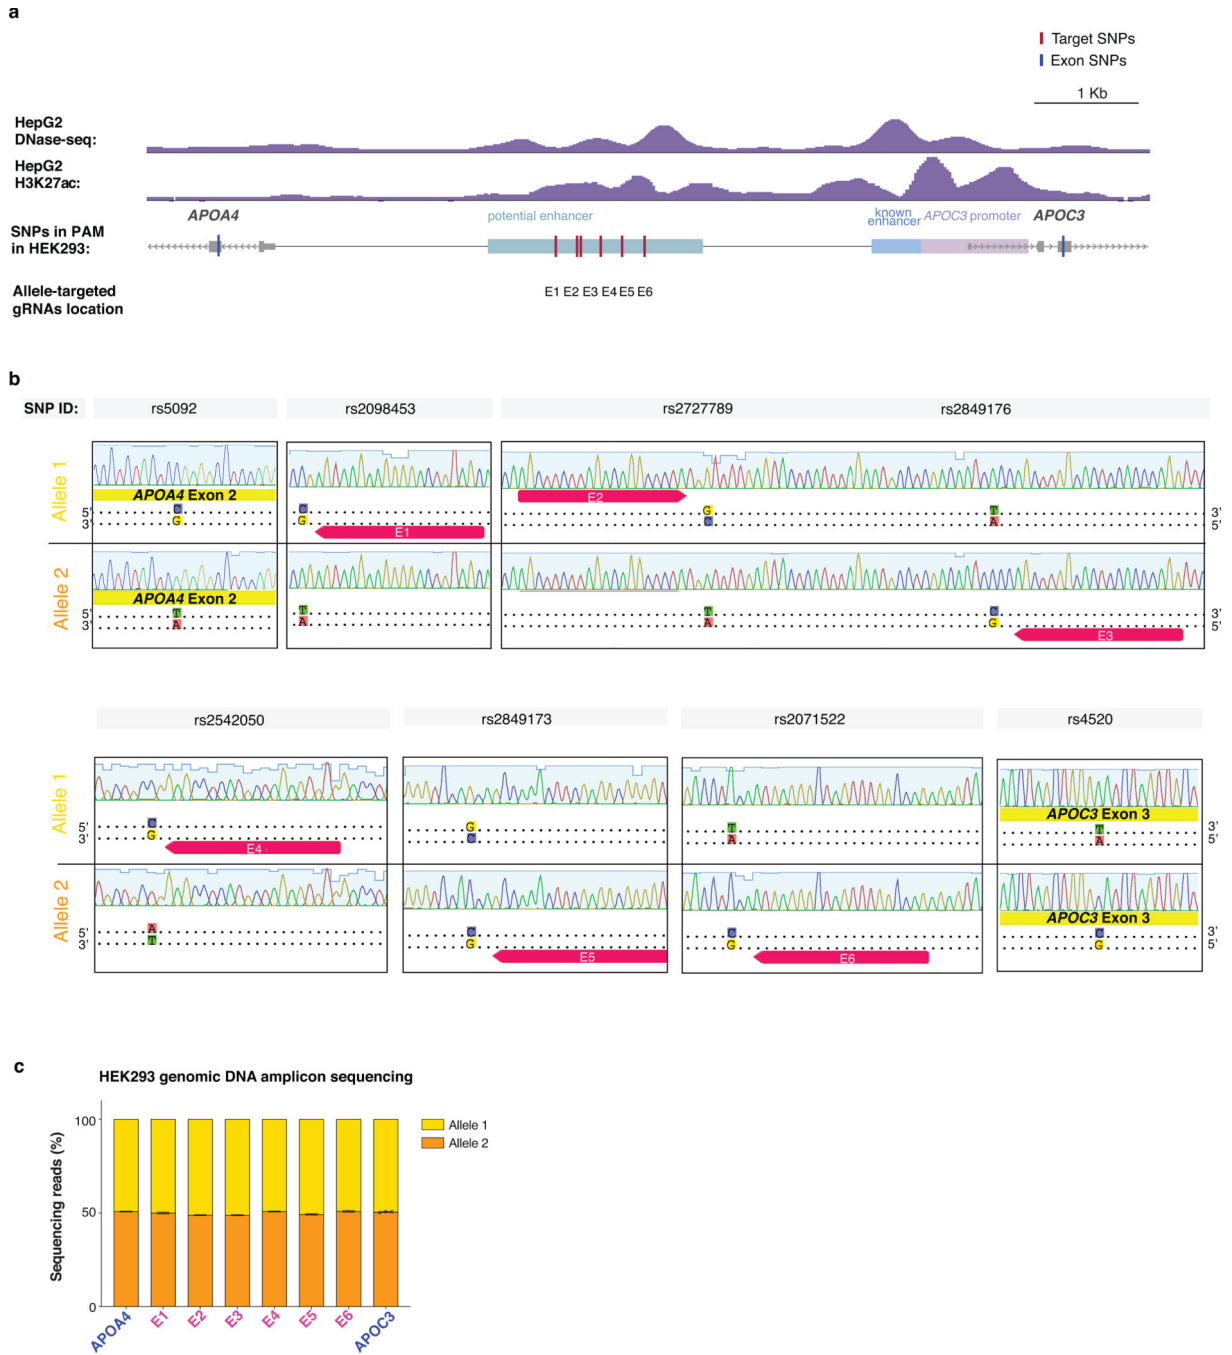 a
Target SNPs
Exon SNPs
1 Kb
HepG2
DNase-seq:
HepG2
H3K27ac:
APOA4
potential enhancer
known
enhancer
APOC3 promoter
APOC3
SNPs in PAM
in HEK293:
Allele-targeted
gRNAs location
E1 E2 E3 E4 E5 E6
b
SNP ID: rs5092 rs2098453 rs2727789 rs2849176
Allele 1
APOA4 Exon 2
E2
5' C C G T 3'
3' G G C A 5'
E1
Allele 2
APOA4 Exon 2
5' T T T C 3'
3' A A A G 5'
E3
rs2542050 rs2849173 rs2071522 rs4520
Allele 1
APOC3 Exon 3
5' C G T T 3'
3' G C A A 5'
E4
Allele 2
APOC3 Exon 3
5' A C C C 3'
3' T G G G 5'
E5 E6
c
HEK293 genomic DNA amplicon sequencing
Sequencing reads (%)
100
50
0
Allele 1
Allele 2
APOA4 E1 E2 E3 E4 E5 E6 APOC3